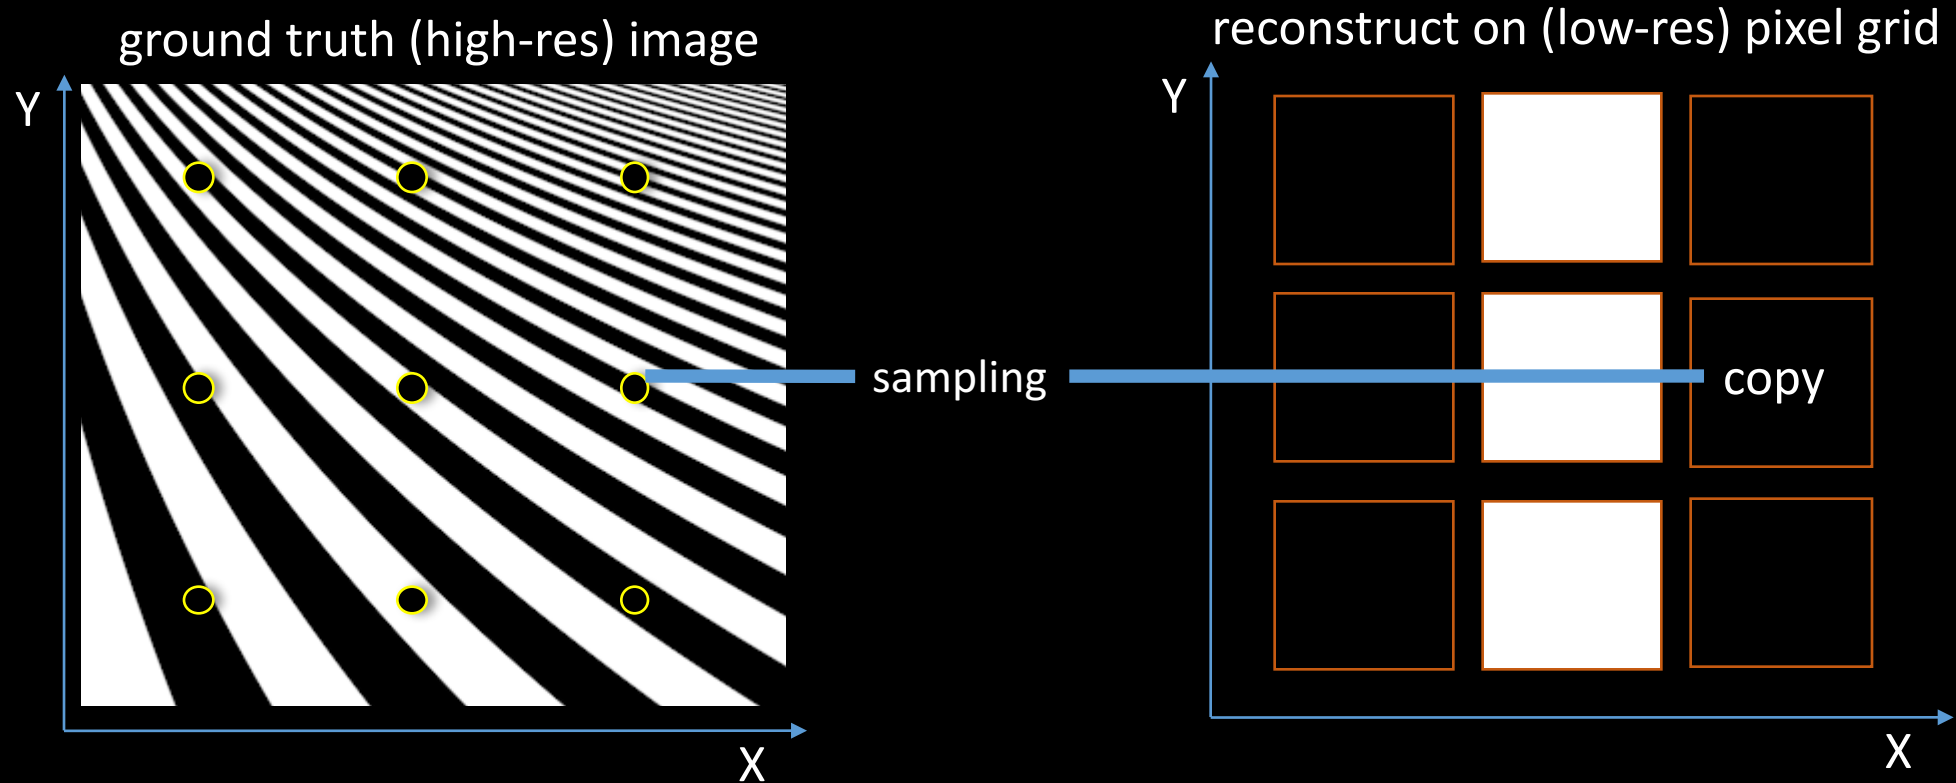 ground truth (high-res) image
reconstruct on (low-res) pixel grid
Y
Y
sampling
copy
X
X